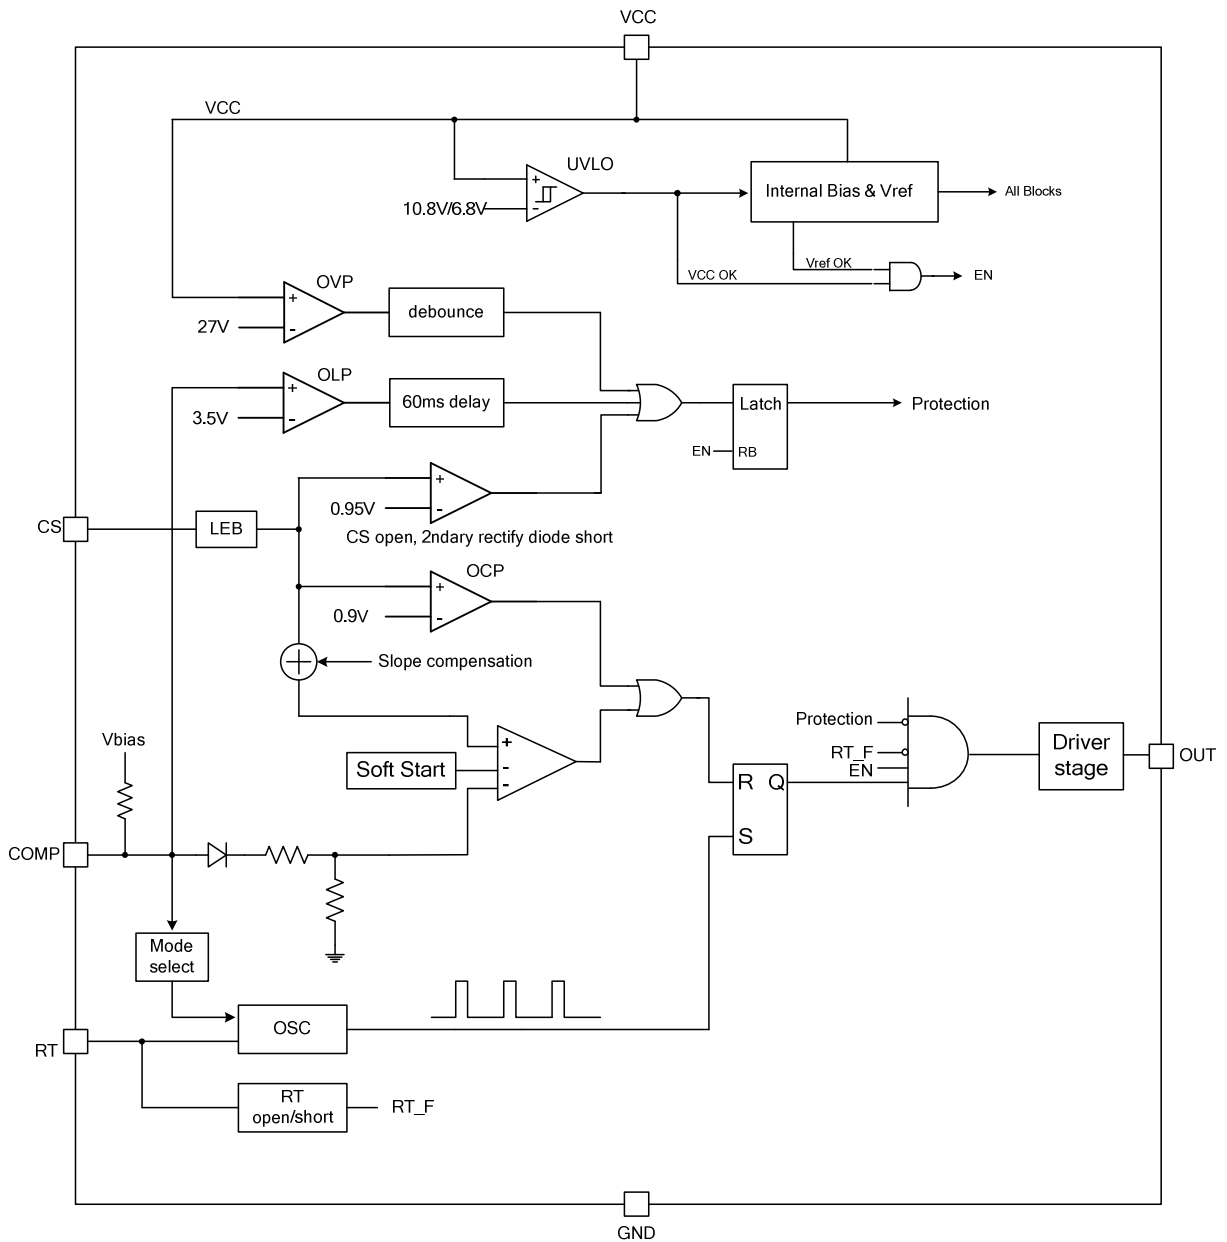 VCC
VCC
UVLO
+
-
10.8V/6.8V
Internal Bias & Vref
All Blocks
Vref OK
VCC OK
EN
OVP
+
-
27V
debounce
OLP
+
-
3.5V
60ms delay
Latch
Protection
EN
RB
+
-
0.95V
CS
LEB
CS open, 2ndary rectify diode short
OCP
+
-
0.9V
Slope compensation
Vbias
+
-
-
Soft Start
Protection
RT_F
EN
Driver
stage
OUT
R
Q
S
COMP
Mode
select
OSC
RT
RT
open/short
RT_F
GND